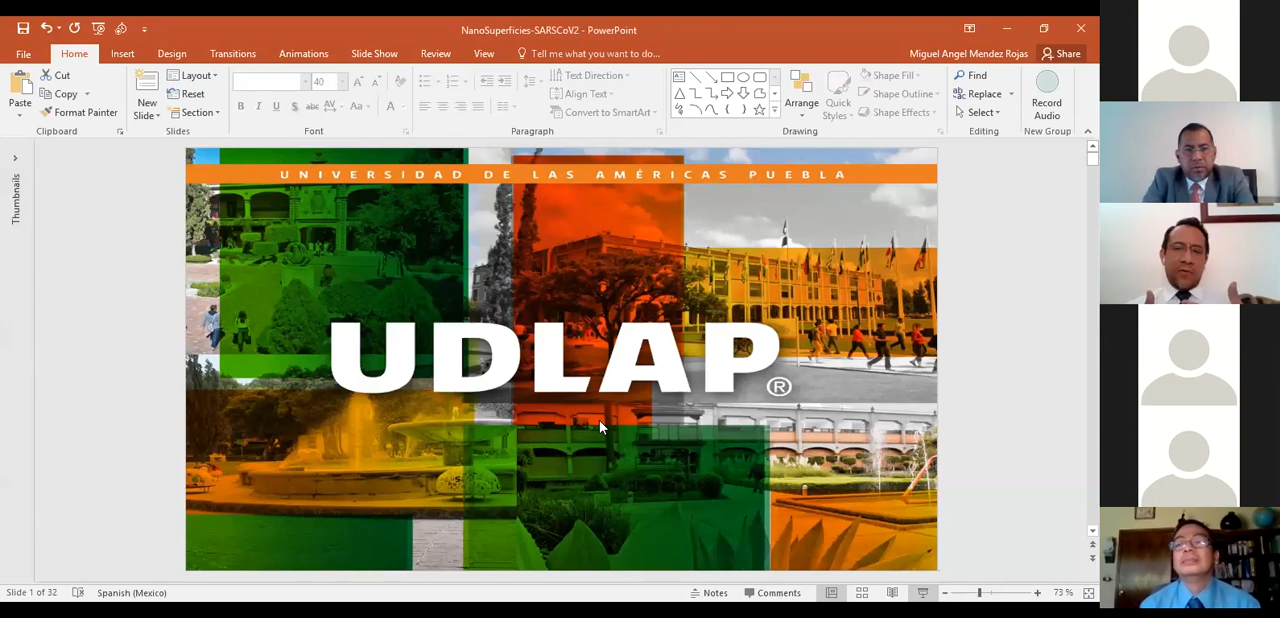 NanoSuperficies-SARSCoV2 - PowerPoint
File Home Insert Design Transitions Animations Slide Show Review View Tell me what you want to do... Miguel Angel Mendez Rojas Share
Paste
Cut
Copy
Format Painter
Clipboard
New Slide
Layout
Reset
Section
Slides
40
B I U S abc AV Aa A
Font
Text Direction
Align Text
Convert to SmartArt
Paragraph
Arrange
Quick Styles
Shape Fill
Shape Outline
Shape Effects
Drawing
Find
Replace
Select
Editing
Record Audio
New Group
Thumbnails
UNIVERSIDAD DE LAS AMÉRICAS PUEBLA
UDLAP®
Slide 1 of 32 Spanish (Mexico) Notes Comments 73 %